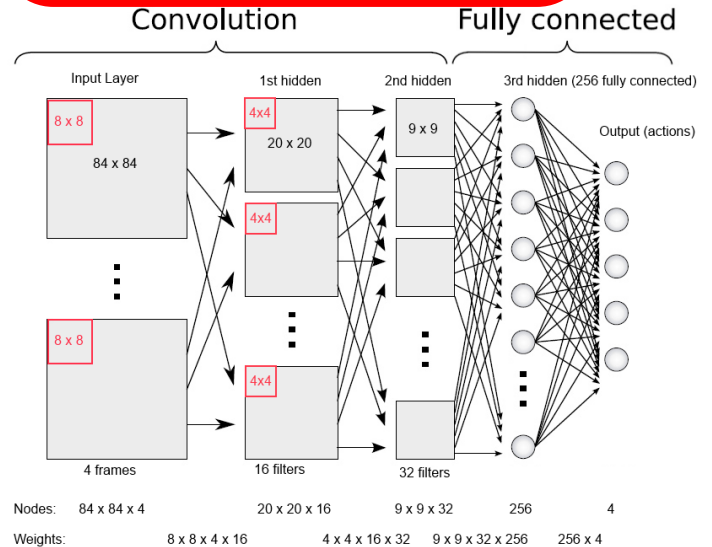 Convolution
Fully connected
Input Layer
1st hidden
2nd hidden
3rd hidden (256 fully connected)
8 x 8
84 x 84
4x4
20 x 20
9 x 9
Output (actions)
4x4
8 x 8
4x4
4 frames
16 filters
32 filters
Nodes: 84 x 84 x 4 20 x 20 x 16 9 x 9 x 32 256 4
Weights: 8 x 8 x 4 x 16 4 x 4 x 16 x 32 9 x 9 x 32 x 256 256 x 4